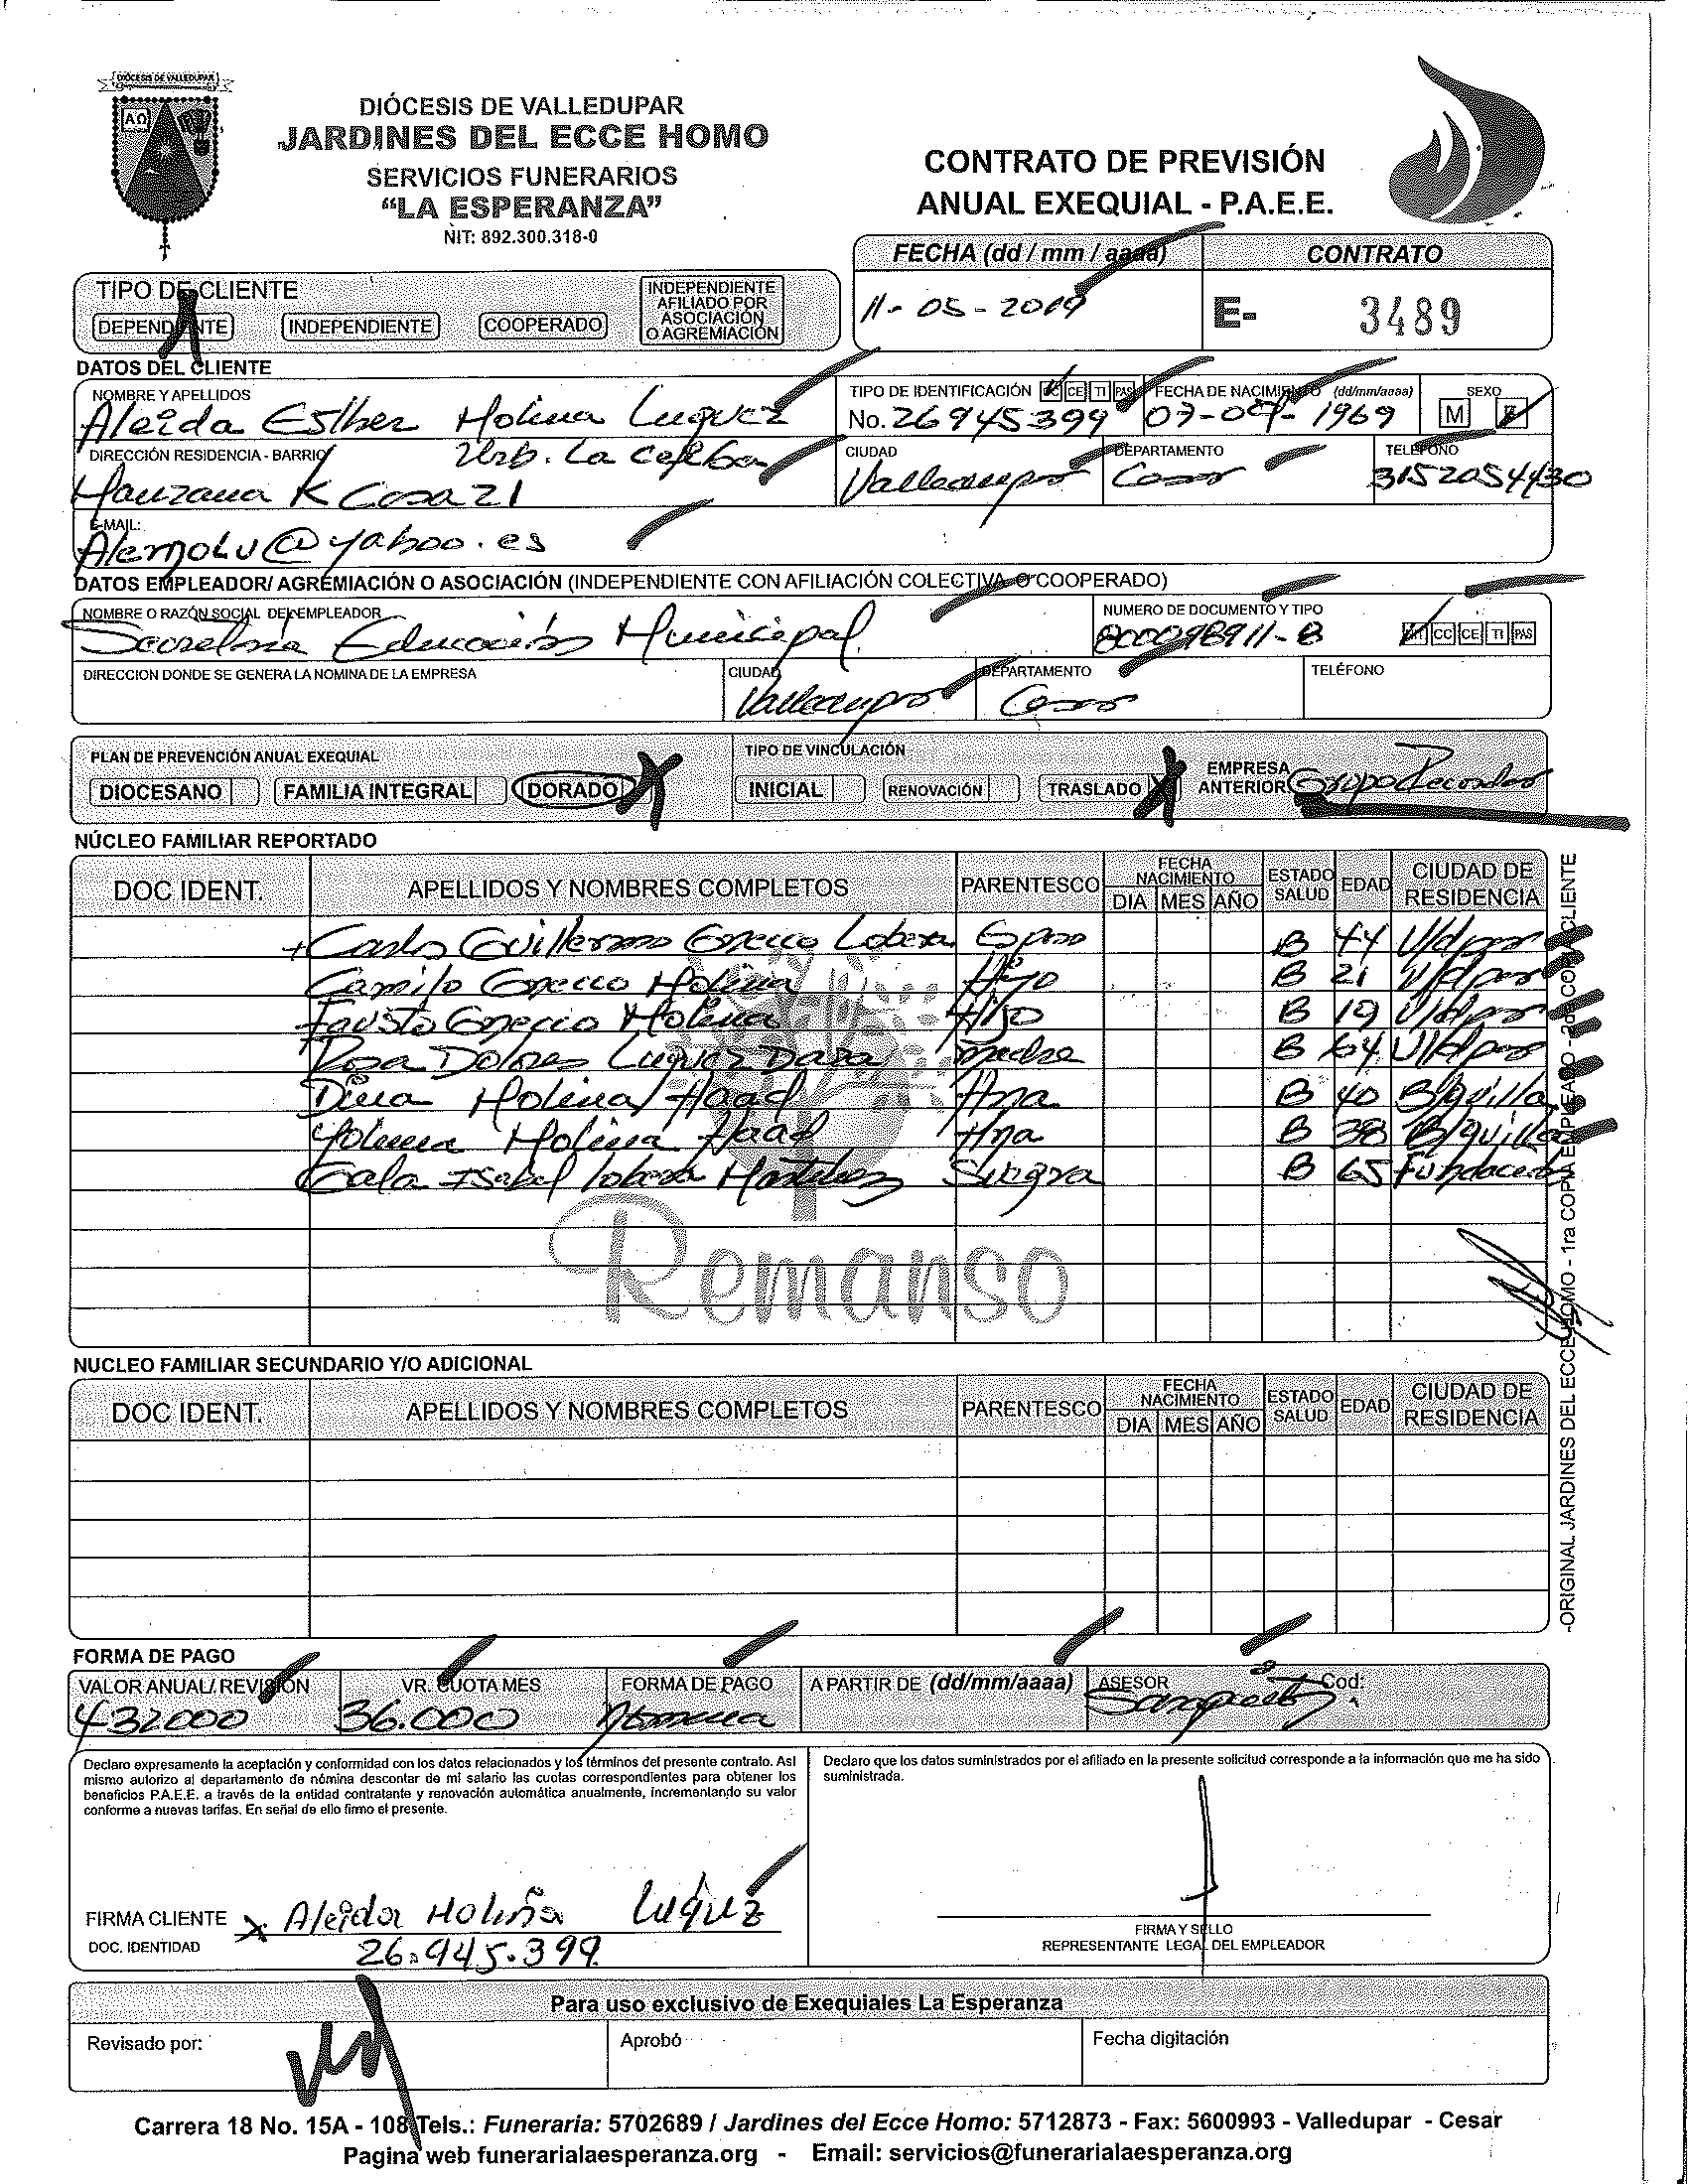 DIÓCESIS DE VALLEDUPAR
DIÓCESIS DE VALLEDUPAR
JARDINES DEL ECCE HOMO
SERVICIOS FUNERARIOS
“LA ESPERANZA”
NIT: 892.300.318-0
CONTRATO DE PREVISIÓN
ANUAL EXEQUIAL - P.A.E.E.
FECHA (dd / mm / aaaa) CONTRATO
11-05-2019 E- 3489
TIPO DE CLIENTE
DEPENDIENTE INDEPENDIENTE COOPERADO INDEPENDIENTE AFILIADO POR ASOCIACIÓN O AGREMIACIÓN
DATOS DEL CLIENTE
NOMBRE Y APELLIDOS TIPO DE IDENTIFICACIÓN CE TI PAS FECHA DE NACIMIENTO (dd/mm/aaaa) SEXO
Aleida Esther Molina Luquez No. 26945399 1969 M F
DIRECCIÓN RESIDENCIA - BARRIO Urb. La Ceiba CIUDAD DEPARTAMENTO TELÉFONO
Manzana K Casa 21 Valledupar Cesar 3152054430
E-MAIL:
Alemolu@yahoo.es
DATOS EMPLEADOR/ AGREMIACIÓN O ASOCIACIÓN (INDEPENDIENTE CON AFILIACIÓN COLECTIVA O COOPERADO)
NOMBRE O RAZÓN SOCIAL DEL EMPLEADOR NUMERO DE DOCUMENTO Y TIPO
Secretaria Educación Municipal 800098911-8 NIT CC CE TI PAS
DIRECCION DONDE SE GENERA LA NOMINA DE LA EMPRESA CIUDAD DEPARTAMENTO TELÉFONO
Valledupar Cesar
PLAN DE PREVENCIÓN ANUAL EXEQUIAL TIPO DE VINCULACIÓN
DIOCESANO FAMILIA INTEGRAL DORADO X INICIAL RENOVACIÓN TRASLADO X EMPRESA ANTERIOR Grupo Recordar
NÚCLEO FAMILIAR REPORTADO
DOC IDENT. APELLIDOS Y NOMBRES COMPLETOS PARENTESCO FECHA NACIMIENTO DIA MES AÑO ESTADO SALUD EDAD CIUDAD DE RESIDENCIA
Carlos Guillermo Gnecco Lobera Esposo B 44 V/dpar
Camilo Gnecco Molina Hijo B 21 V/dpar
Fausto Gnecco Molina Hijo B 19 V/dpar
Rosa Dolores Luquez Daza madre B 64 V/dpar
Dina Molina Haad Hna B 40 B/quilla
Molina Haad Hna B 38 B/quilla
Gala Isabel Lobera Martinez Suegra B 65 Fundación
Remanso
NUCLEO FAMILIAR SECUNDARIO Y/O ADICIONAL
DOC IDENT. APELLIDOS Y NOMBRES COMPLETOS PARENTESCO FECHA NACIMIENTO DIA MES AÑO ESTADO SALUD EDAD CIUDAD DE RESIDENCIA
-ORIGINAL JARDINES DEL ECCE HOMO - 1ra COPIA EMPLEADO - 2da COPIA CLIENTE
FORMA DE PAGO
VALOR ANUAL/ REVISIÓN VR. CUOTA MES FORMA DE PAGO A PARTIR DE (dd/mm/aaaa) ASESOR Cod:
432000 36.000 Nomina
Declaro expresamente la aceptación y conformidad con los datos relacionados y los términos del presente contrato. Asi
mismo autorizo al departamento de nómina descontar de mi salario las cuotas correspondientes para obtener los
beneficios P.A.E.E. a través de la entidad contratante y renovación automática anualmente, incrementando su valor
conforme a nuevas tarifas. En señal de ello firmo el presente.
Declaro que los datos suministrados por el afiliado en la presente solicitud corresponde a la información que me ha sido
suministrada.
FIRMA CLIENTE x Aleida Molina Luquez
DOC. IDENTIDAD 26.945.399
FIRMA Y SELLO
REPRESENTANTE LEGAL DEL EMPLEADOR
Para uso exclusivo de Exequiales La Esperanza
Revisado por: Aprobó Fecha digitación
Carrera 18 No. 15A - 108 Tels.: Funeraria: 5702689 / Jardines del Ecce Homo: 5712873 - Fax: 5600993 - Valledupar - Cesar
Pagina web funerarialaesperanza.org - Email: servicios@funerarialaesperanza.org